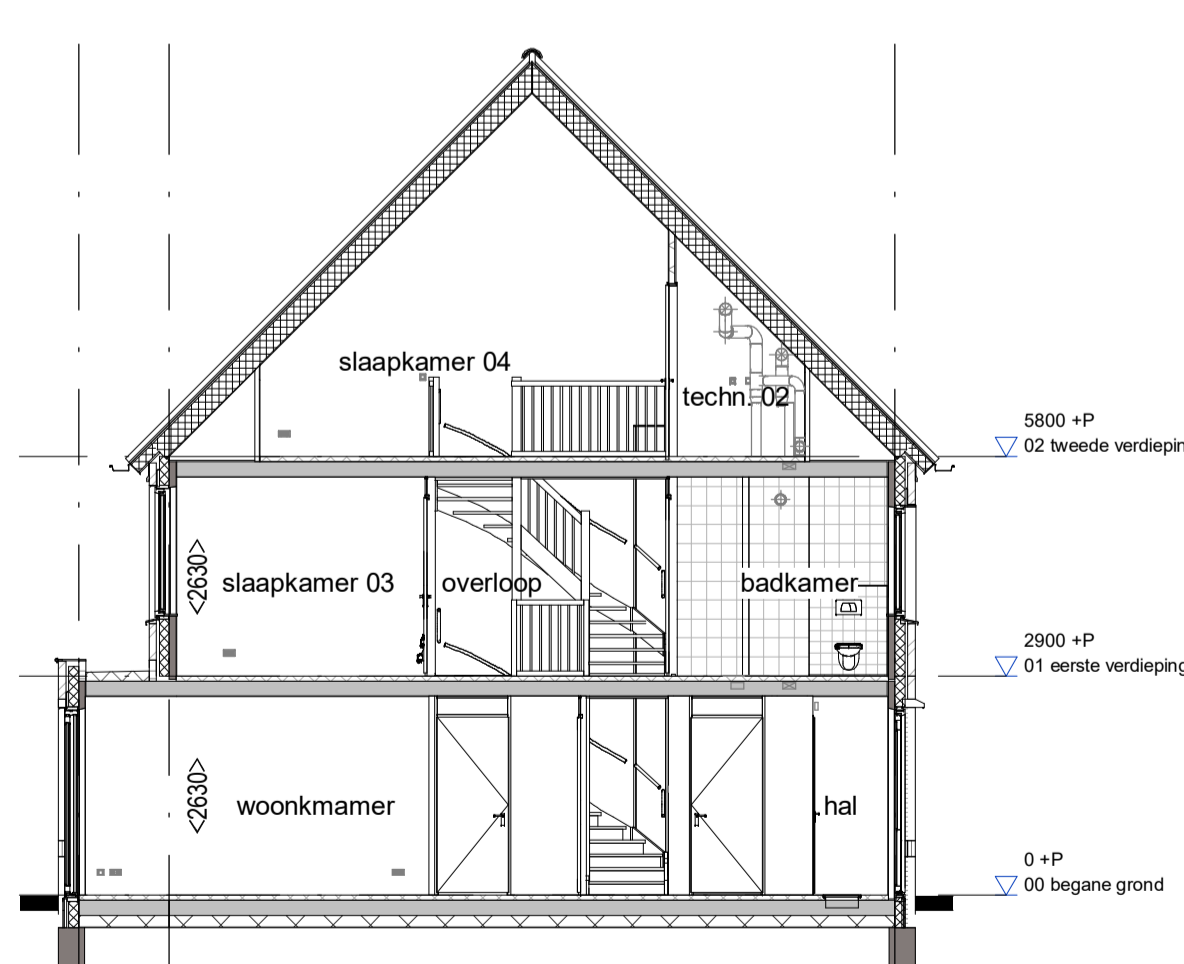 slaapkamer 04
techn. 02
5800 +P
02 tweede verdiepin
<2630>
slaapkamer 03
overloop
badkamer
2900 +P
01 eerste verdieping
<2630>
woonkmamer
hal
0 +P
00 begane grond